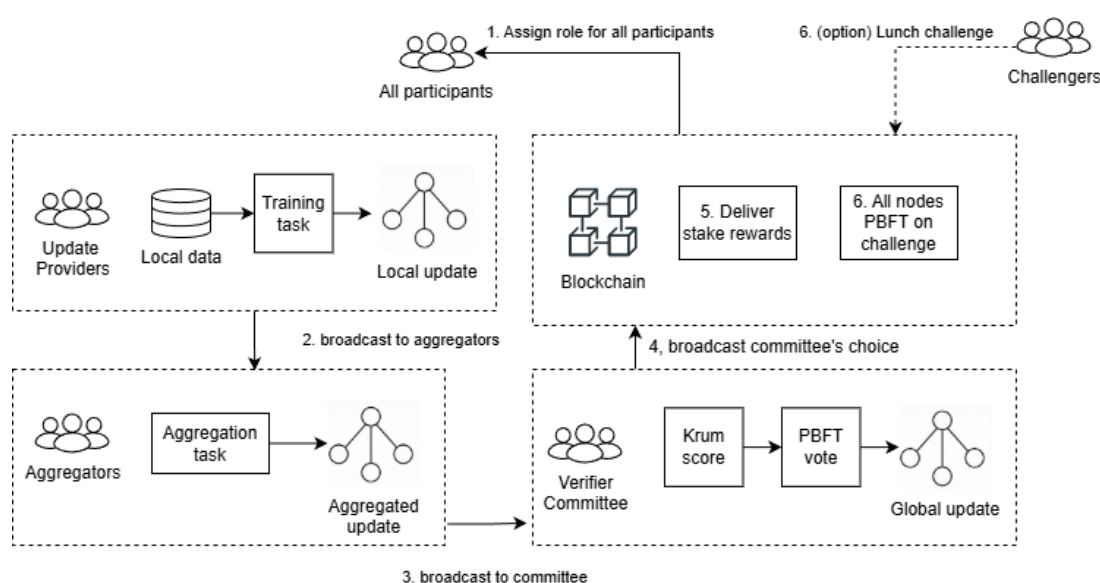 1. Assign role for all participants
6. (option) Lunch challenge
All participants
Challengers
Update
Providers
Local data
Training
task
Local update
Blockchain
5. Deliver
stake rewards
6. All nodes
PBFT on
challenge
2. broadcast to aggregators
4, broadcast committee's choice
Aggregators
Aggregation
task
Aggregated
update
Verifier
Committee
Krum
score
PBFT
vote
Global update
3. broadcast to committee